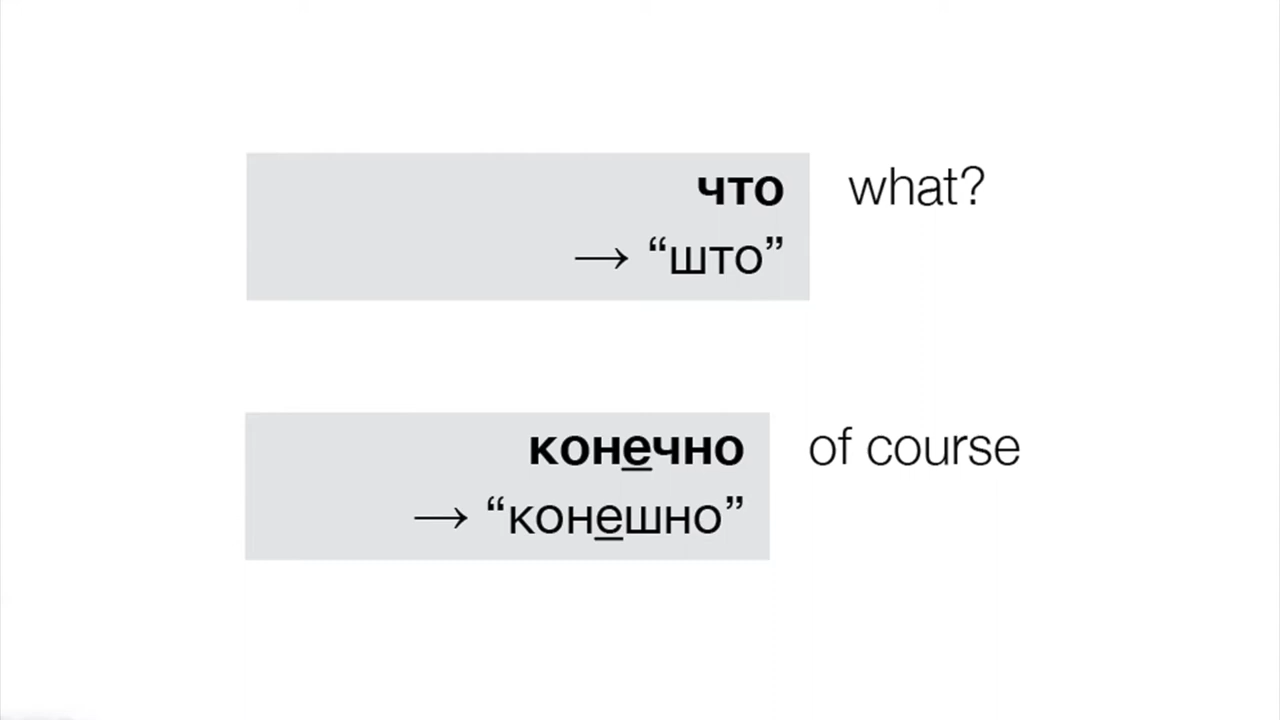 что what?
→ “што”
конечно of course
→ “конешно”